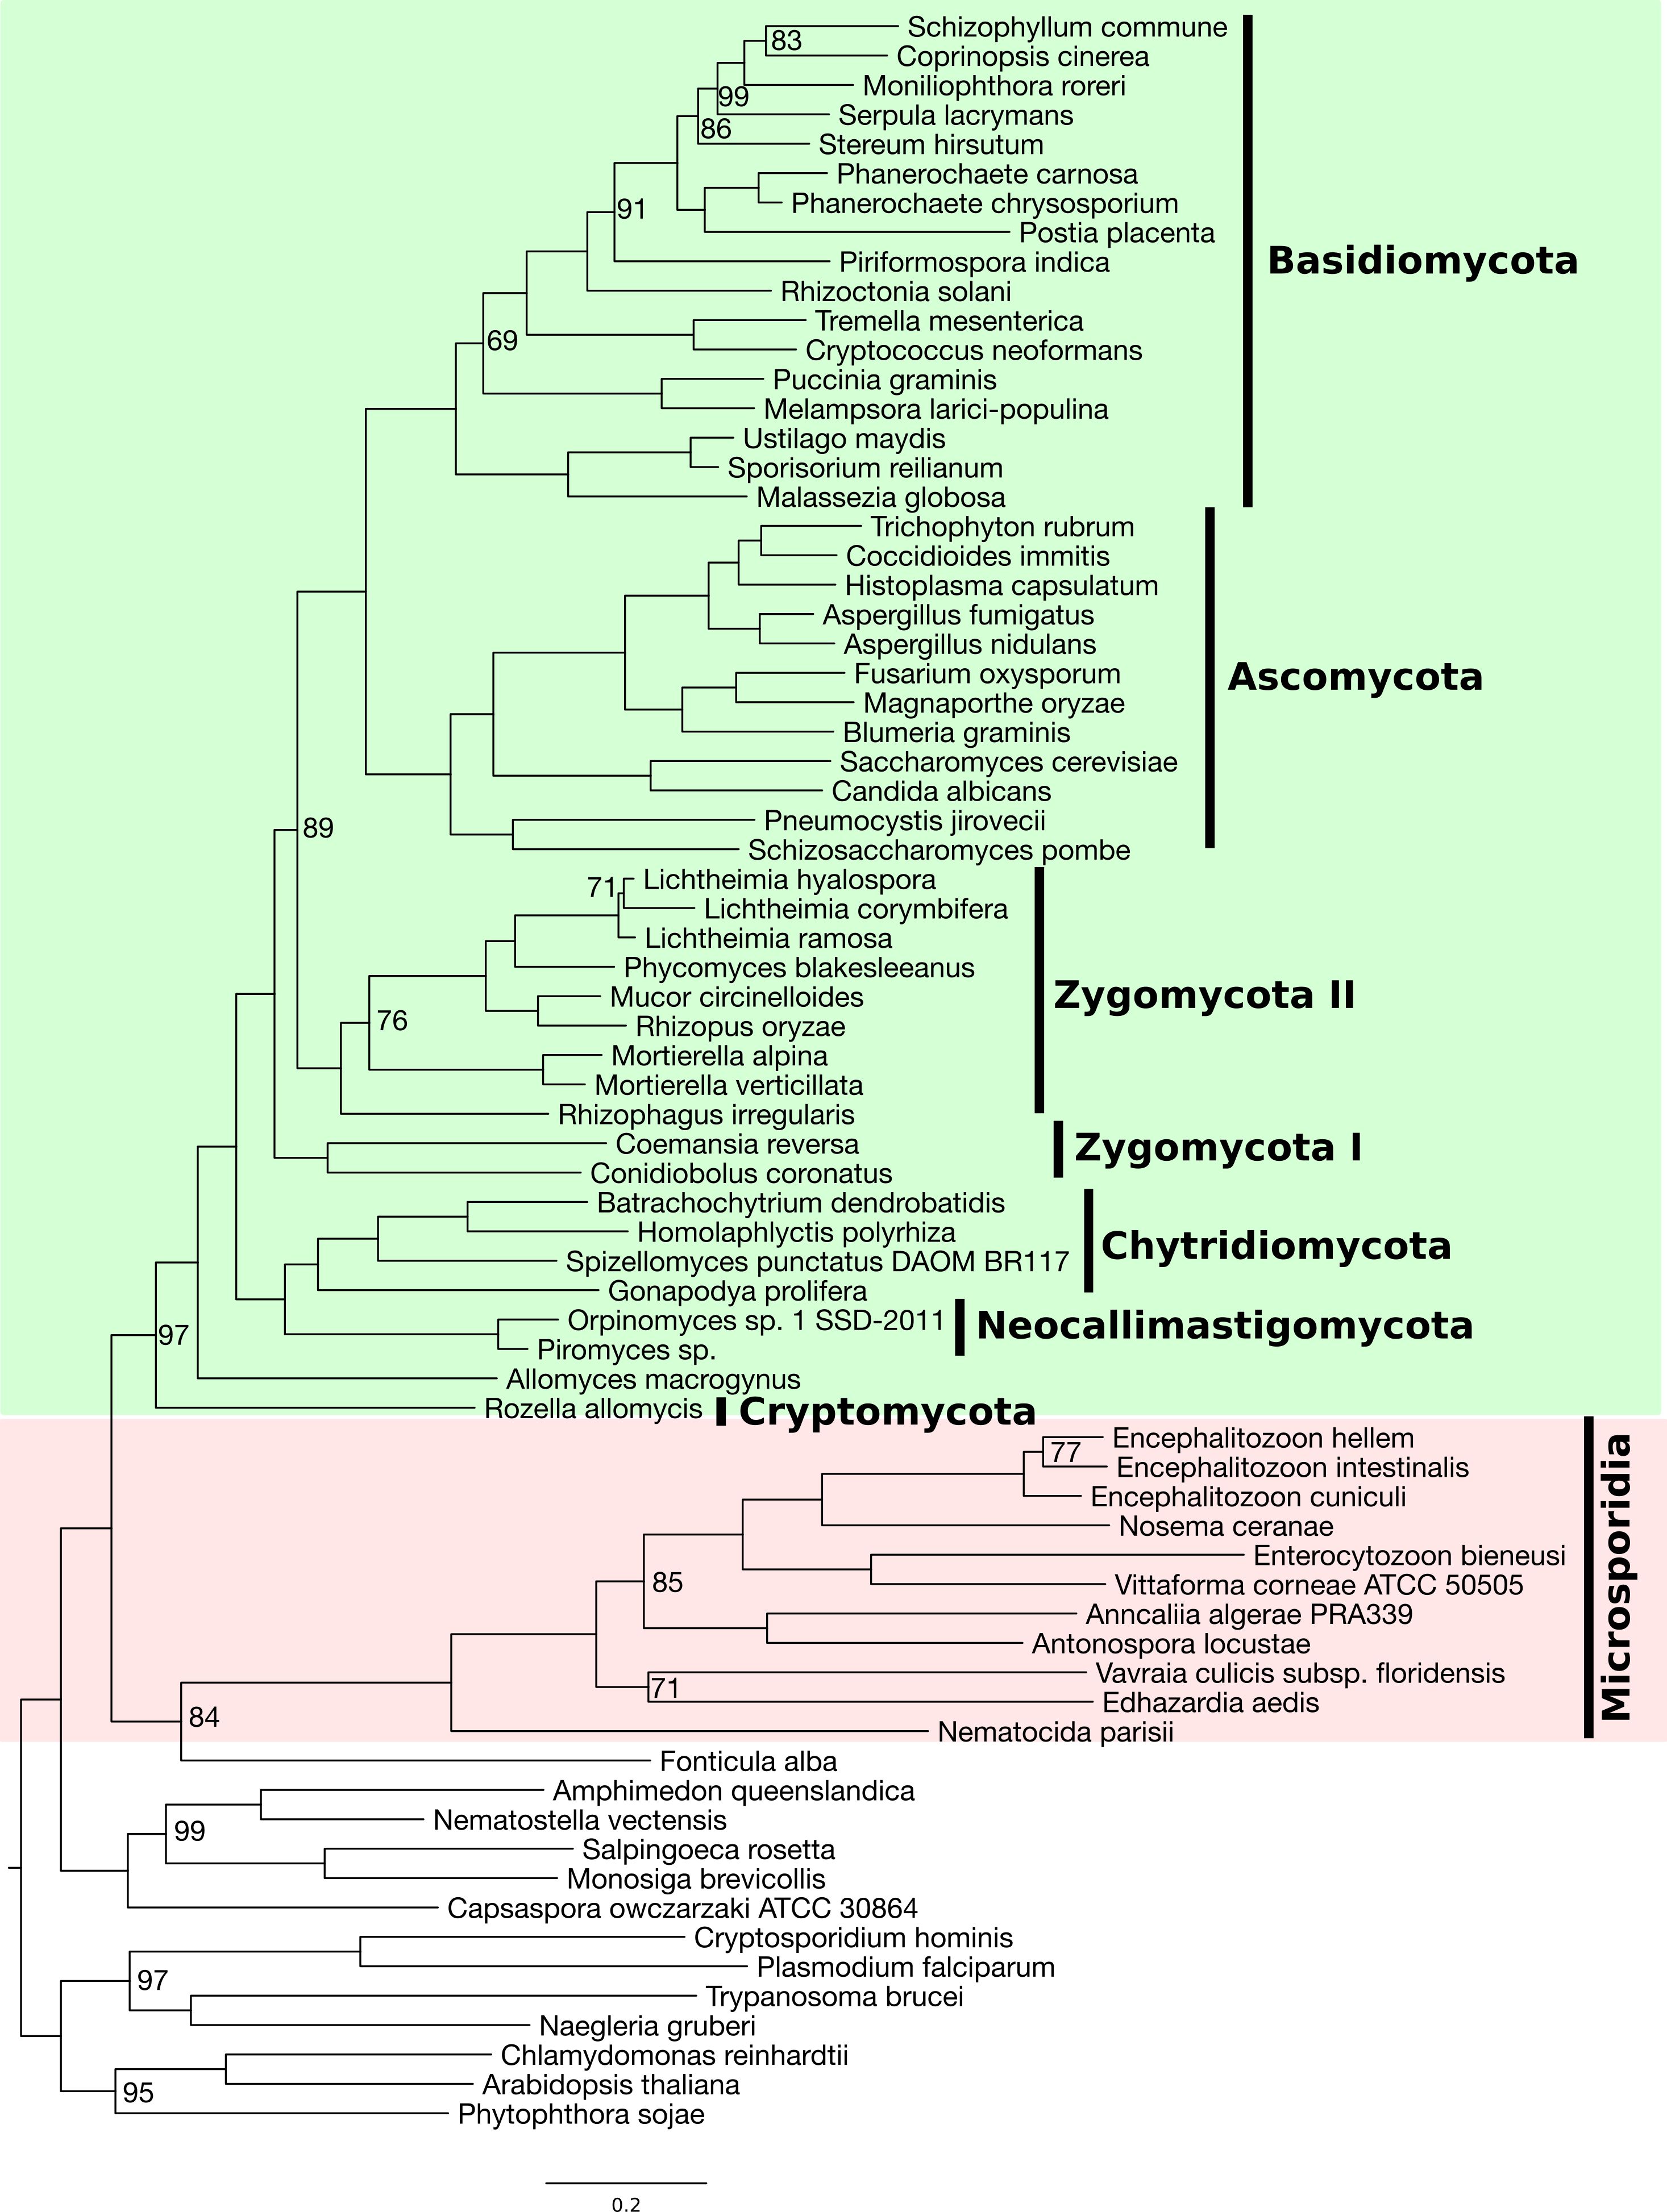 Schizophyllum commune
83
Coprinopsis cinerea
Moniliophthora roreri
99
Serpula lacrymans
86
Stereum hirsutum
Phanerochaete carnosa
Phanerochaete chrysosporium
91
Postia placenta
Basidiomycota
Piriformospora indica
Rhizoctonia solani
Tremella mesenterica
69
Cryptococcus neoformans
Puccinia graminis
Melampsora larici-populina
Ustilago maydis
Sporisorium reilianum
Malassezia globosa
Trichophyton rubrum
Coccidioides immitis
Histoplasma capsulatum
Aspergillus fumigatus
Aspergillus nidulans
Fusarium oxysporum
Ascomycota
Magnaporthe oryzae
Blumeria graminis
Saccharomyces cerevisiae
Candida albicans
Pneumocystis jirovecii
89
Schizosaccharomyces pombe
Lichtheimia hyalospora
71
Lichtheimia corymbifera
Lichtheimia ramosa
Phycomyces blakesleeanus
Mucor circinelloides
Zygomycota II
76
Rhizopus oryzae
Mortierella alpina
Mortierella verticillata
Rhizophagus irregularis
Coemansia reversa
Zygomycota I
Conidiobolus coronatus
Batrachochytrium dendrobatidis
Homolaphlyctis polyrhiza
Chytridiomycota
Spizellomyces punctatus DAOM BR117
Gonapodya prolifera
Orpinomyces sp. 1 SSD-2011
Neocallimastigomycota
97
Piromyces sp.
Allomyces macrogynus
Rozella allomycis
Cryptomycota
Encephalitozoon hellem
77
Encephalitozoon intestinalis
Encephalitozoon cuniculi
Nosema ceranae
Enterocytozoon bieneusi
Microsporidia
85
Vittaforma corneae ATCC 50505
Anncaliia algerae PRA339
Antonospora locustae
Vavraia culicis subsp. floridensis
71
Edhazardia aedis
84
Nematocida parisii
Fonticula alba
Amphimedon queenslandica
Nematostella vectensis
99
Salpingoeca rosetta
Monosiga brevicollis
Capsaspora owczarzaki ATCC 30864
Cryptosporidium hominis
Plasmodium falciparum
97
Trypanosoma brucei
Naegleria gruberi
Chlamydomonas reinhardtii
Arabidopsis thaliana
95
Phytophthora sojae
0.2